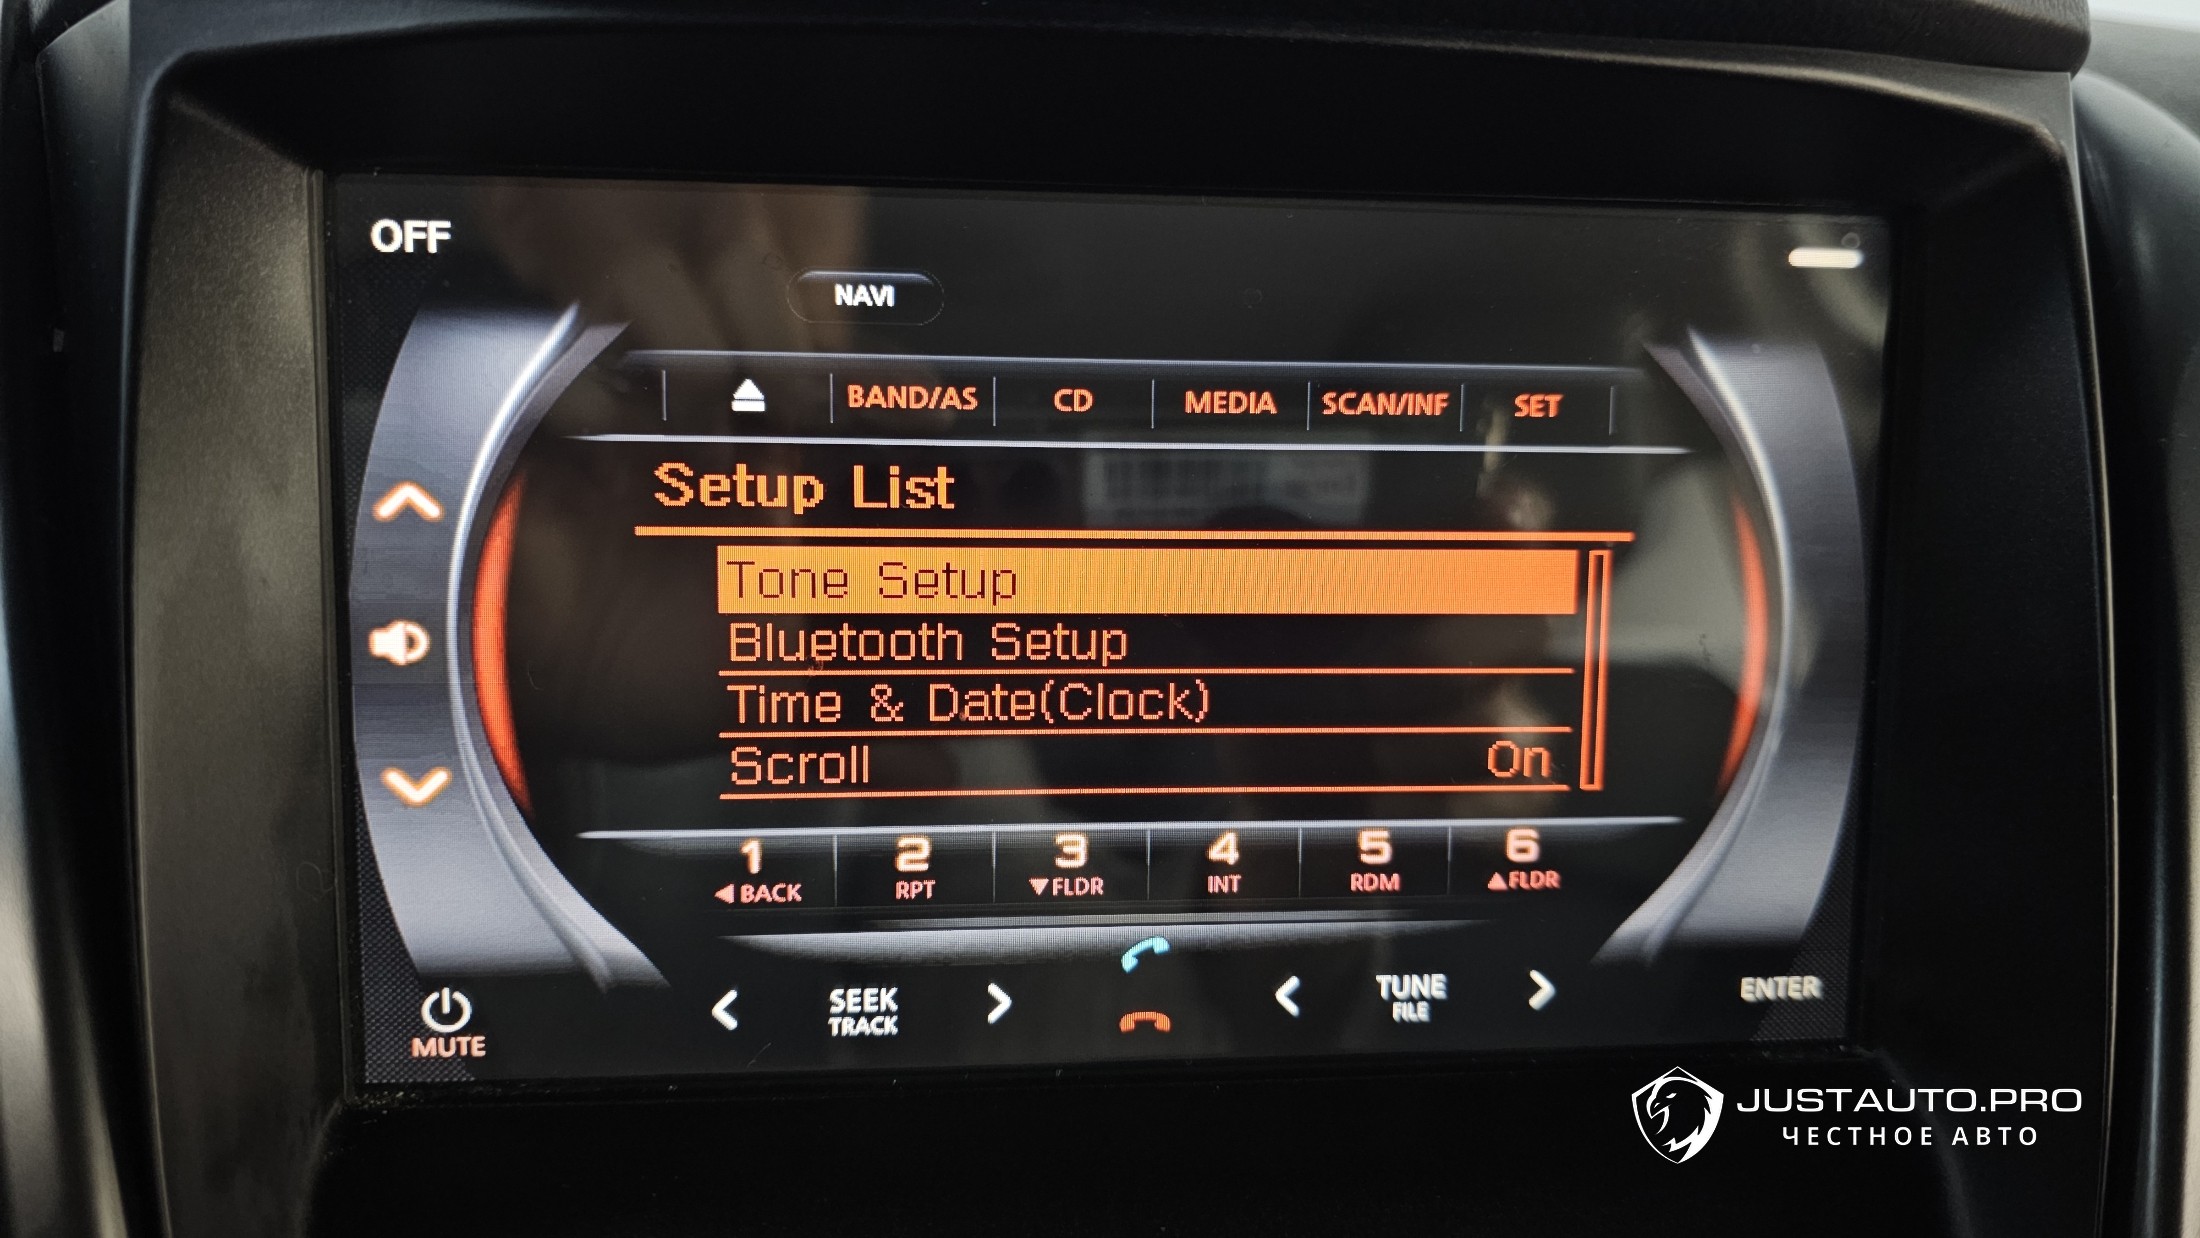 OFF
NAVI
BAND/AS CD MEDIA SCAN/INF SET
Setup List
Tone Setup
Bluetooth Setup
Time & Date(Clock)
Scroll On
1 2 3 4 5 6
◀BACK RPT ▼FLDR INT RDM ▲FLDR
SEEK TUNE ENTER
TRACK FILE
MUTE
JUSTAUTO.PRO
ЧЕСТНОЕ АВТО